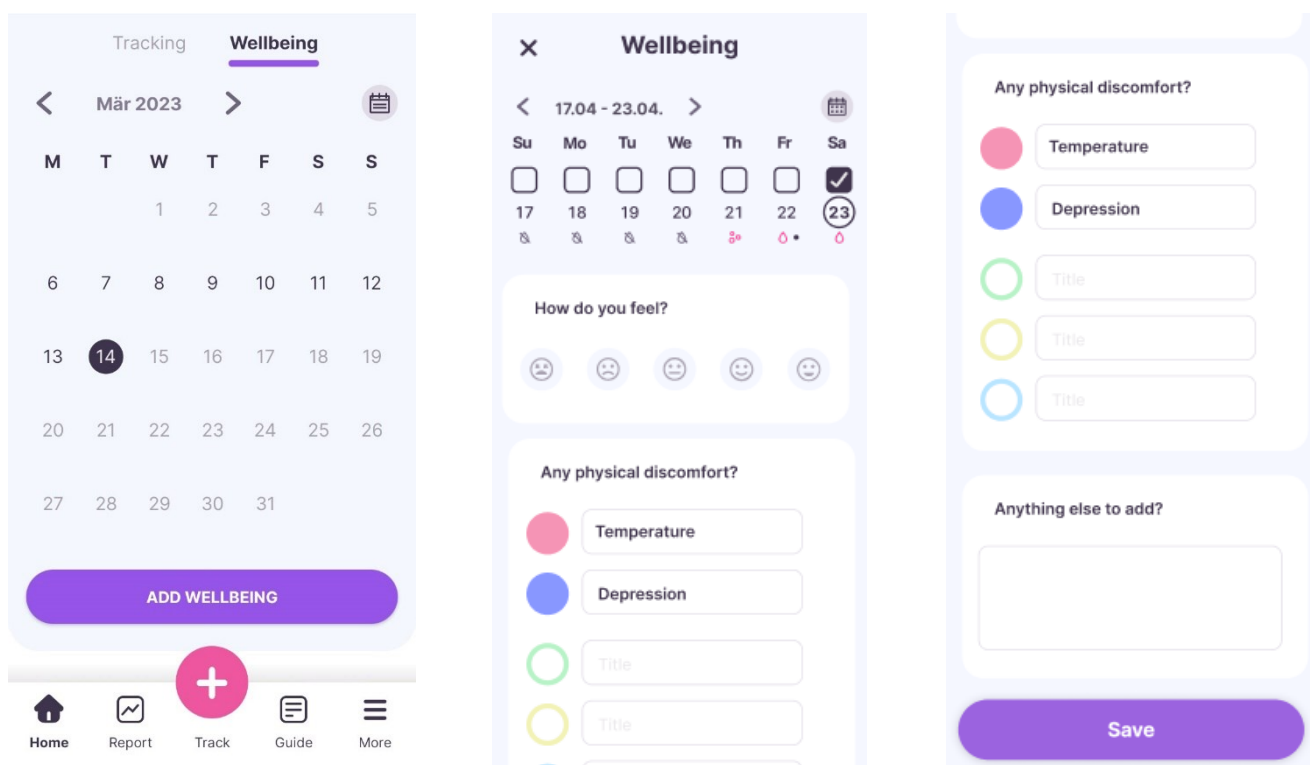 Tracking Wellbeing
Mär 2023
M T W T F S S
1 2 3 4 5
6 7 8 9 10 11 12
13 14 15 16 17 18 19
20 21 22 23 24 25 26
27 28 29 30 31
ADD WELLBEING
Home Report Track Guide More
Wellbeing
17.04 - 23.04.
Su Mo Tu We Th Fr Sa
17 18 19 20 21 22 23
How do you feel?
Any physical discomfort?
Temperature
Depression
Title
Title
Any physical discomfort?
Temperature
Depression
Title
Title
Title
Anything else to add?
Save